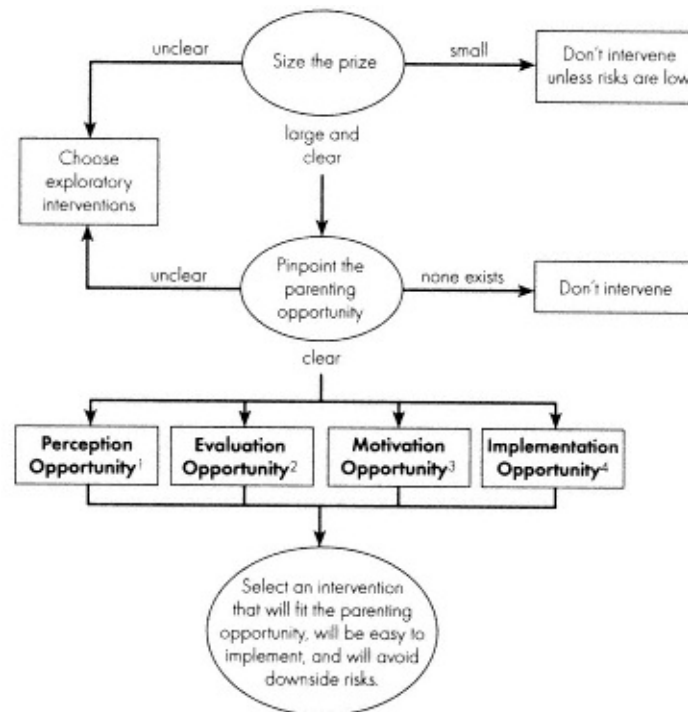 unclear
Size the prize
small
Don't intervene
unless risks are low
large and
clear
Choose
exploratory
interventions
unclear
Pinpoint the
parenting
opportunity
none exists
Don't intervene
clear
Perception
Opportunity¹
Evaluation
Opportunity²
Motivation
Opportunity³
Implementation
Opportunity⁴
Select an intervention
that will fit the parenting
opportunity, will be easy to
implement, and will avoid
downside risks.